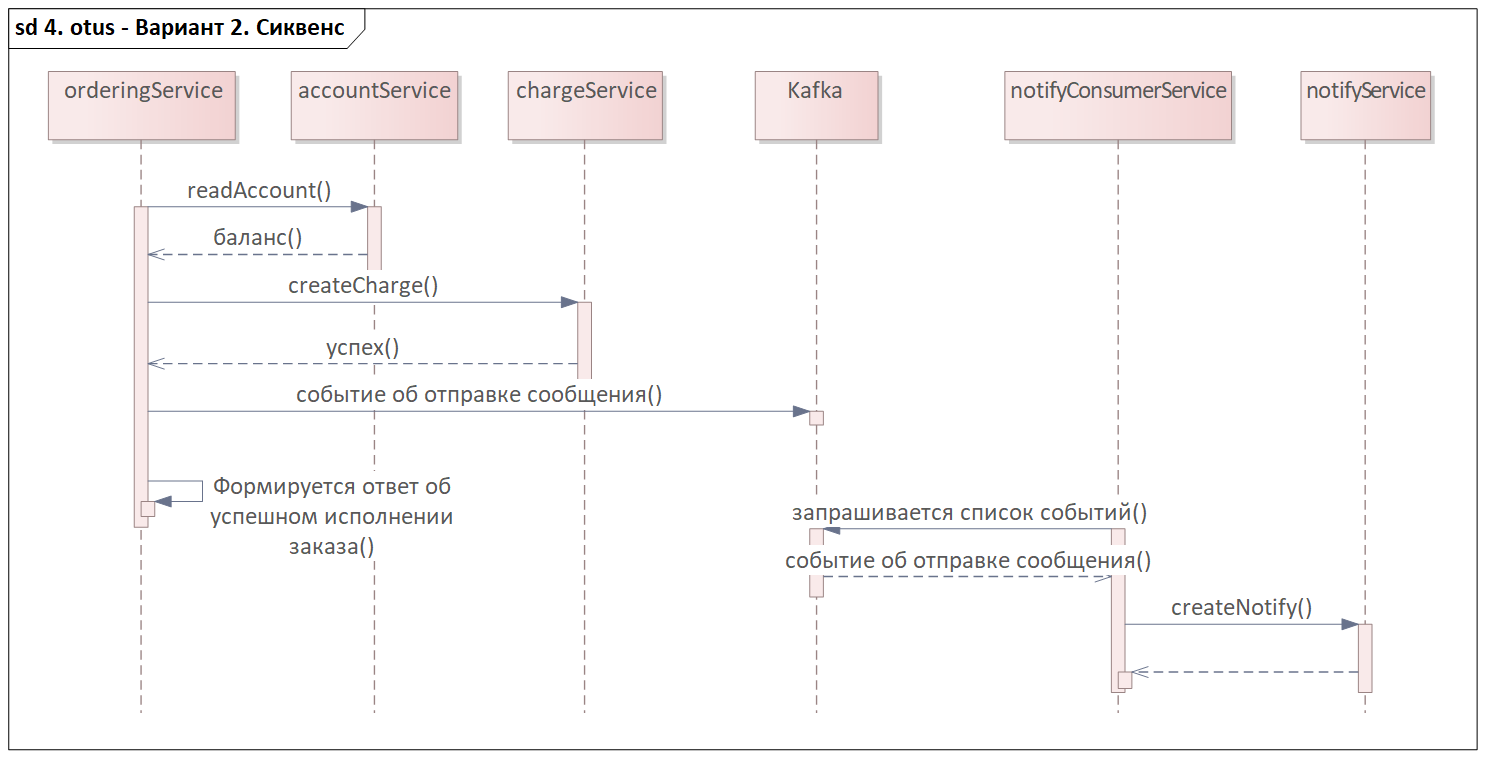 sd 4. otus - Вариант 2. Сиквенс
orderingService
accountService
chargeService
Kafka
notifyConsumerService
notifyService
readAccount()
баланс()
createCharge()
успех()
событие об отправке сообщения()
Формируется ответ об
успешном исполнении
заказа()
запрашивается список событий()
событие об отправке сообщения()
createNotify()